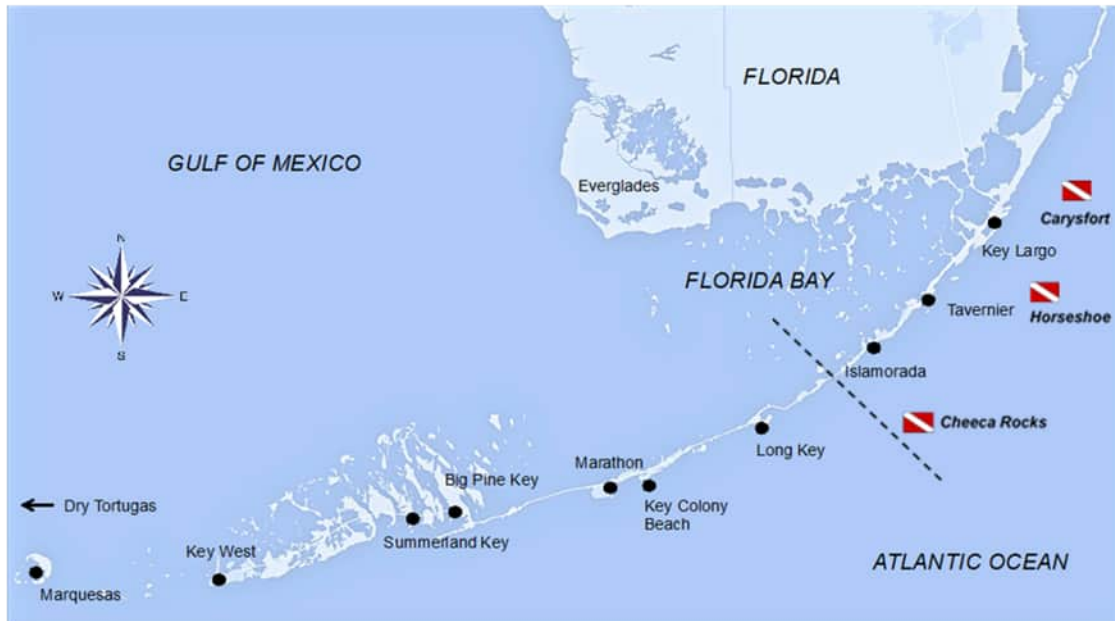 FLORIDA
GULF OF MEXICO
Everglades
Carysfort
Key Largo
N
W E
S
FLORIDA BAY
Tavernier
Horseshoe
Islamorada
Cheeca Rocks
Long Key
Marathon
Big Pine Key
Key Colony
Beach
Dry Tortugas
Summerland Key
Key West
ATLANTIC OCEAN
Marquesas